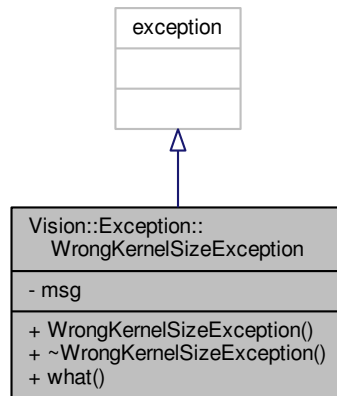 exception
Vision::Exception::
WrongKernelSizeException
- msg
+ WrongKernelSizeException()
+ ~WrongKernelSizeException()
+ what()